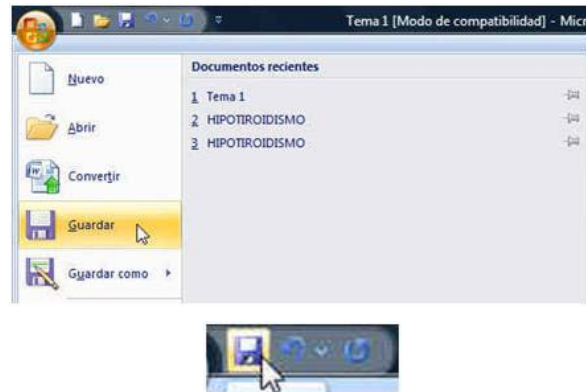 Tema 1 [Modo de compatibilidad] - Micr
Nuevo
Abrir
Convertir
Guardar
Guardar como
Documentos recientes
1 Tema 1
2 HIPOTIROIDISMO
3 HIPOTIROIDISMO